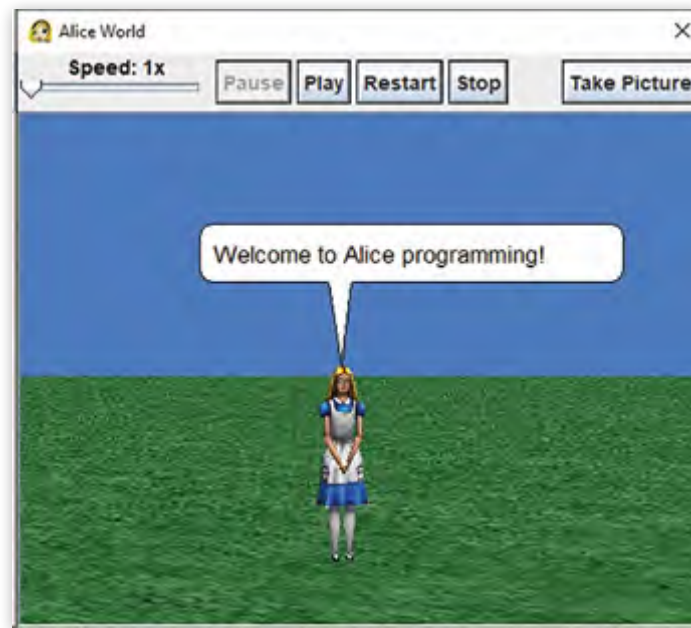 Alice World
Speed: 1x
Pause Play Restart Stop Take Picture
Welcome to Alice programming!